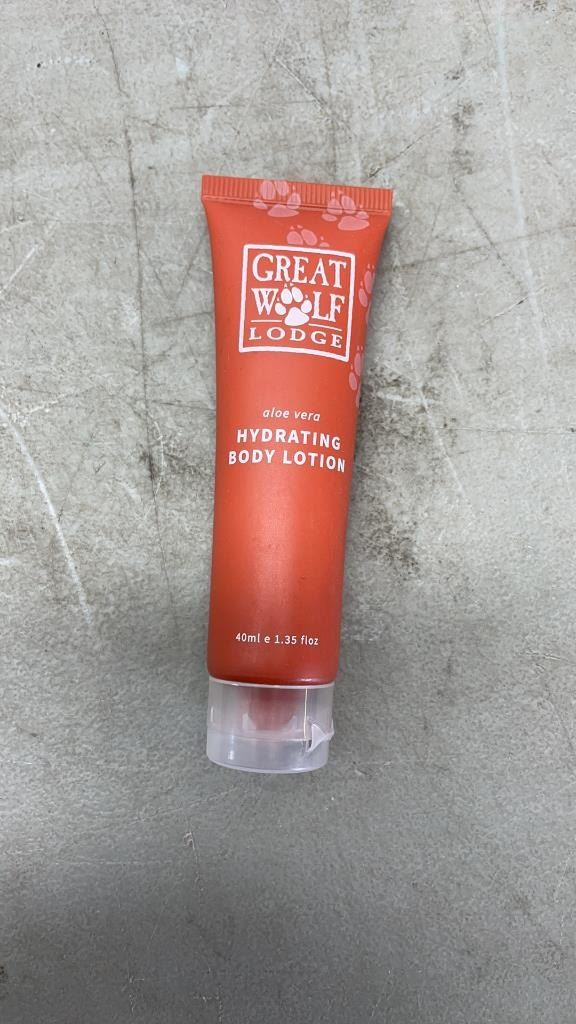 GREAT
WOLF
LODGE
aloe vera
HYDRATING
BODY LOTION
40ml e 1.35 floz